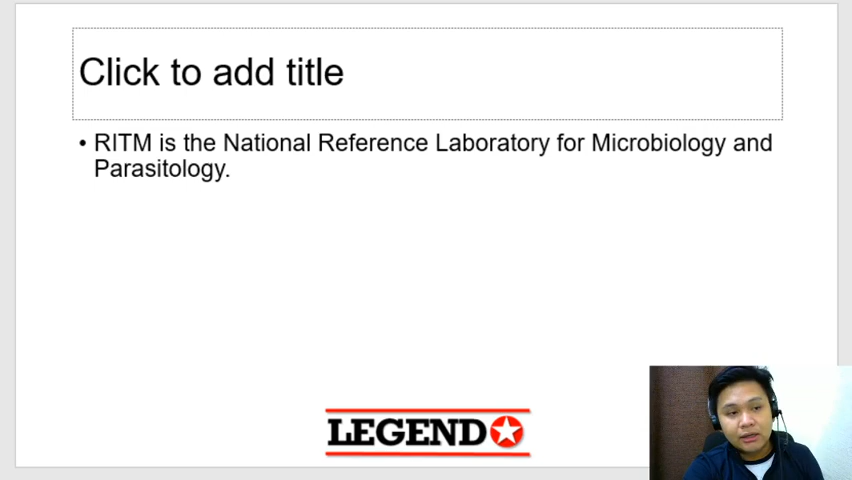 Click to add title
• RITM is the National Reference Laboratory for Microbiology and
Parasitology.
LEGEND